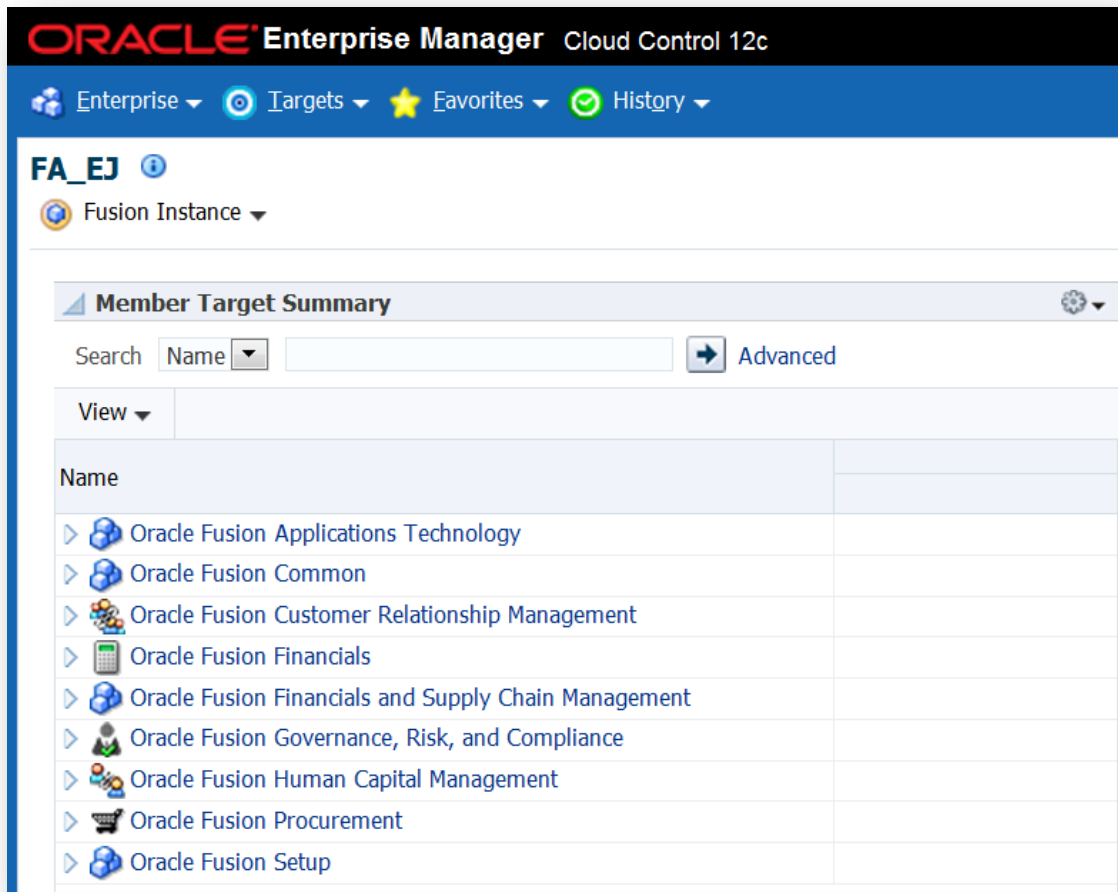 ORACLE Enterprise Manager Cloud Control 12c
Enterprise Targets Favorites History
FA_EJ
Fusion Instance
Member Target Summary
Search Name Advanced
View
Name
Oracle Fusion Applications Technology
Oracle Fusion Common
Oracle Fusion Customer Relationship Management
Oracle Fusion Financials
Oracle Fusion Financials and Supply Chain Management
Oracle Fusion Governance, Risk, and Compliance
Oracle Fusion Human Capital Management
Oracle Fusion Procurement
Oracle Fusion Setup